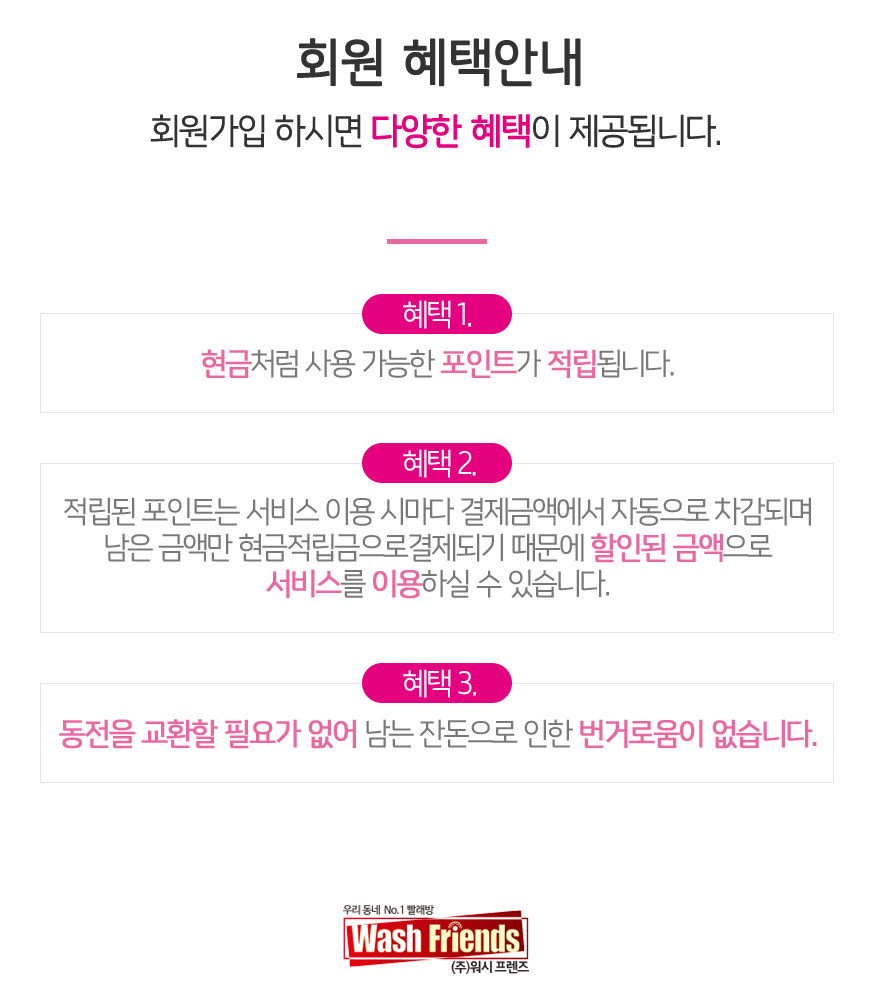 회원 혜택안내
회원가입 하시면 다양한 혜택이 제공됩니다.
혜택 1.
현금처럼 사용 가능한 포인트가 적립됩니다.
혜택 2.
적립된 포인트는 서비스 이용 시마다 결제금액에서 자동으로 차감되며
남은 금액만 현금적립금으로결제되기 때문에 할인된 금액으로
서비스를 이용하실 수 있습니다.
혜택 3.
동전을 교환할 필요가 없어 남는 잔돈으로 인한 번거로움이 없습니다.
우리 동네 No.1 빨래방
Wash Friends
(주)워시 프렌즈